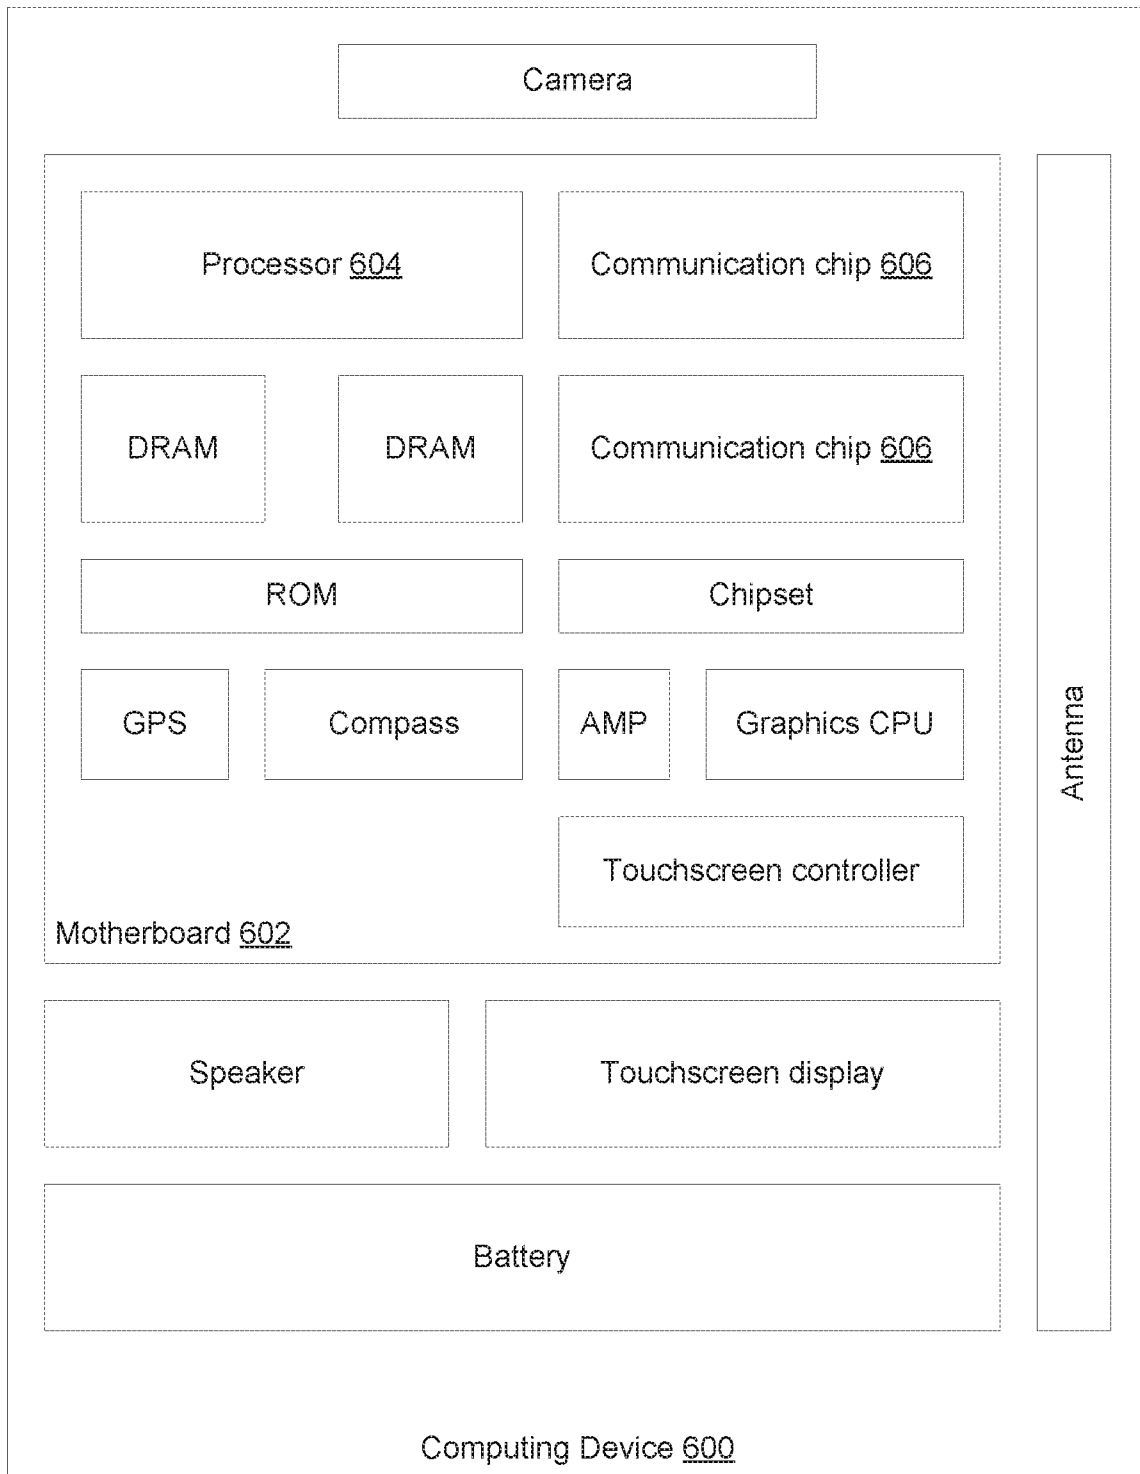 Camera
Processor 604
Communication chip 606
DRAM
DRAM
Communication chip 606
ROM
Chipset
GPS
Compass
AMP
Graphics CPU
Touchscreen controller
Motherboard 602
Antenna
Speaker
Touchscreen display
Battery
Computing Device 600